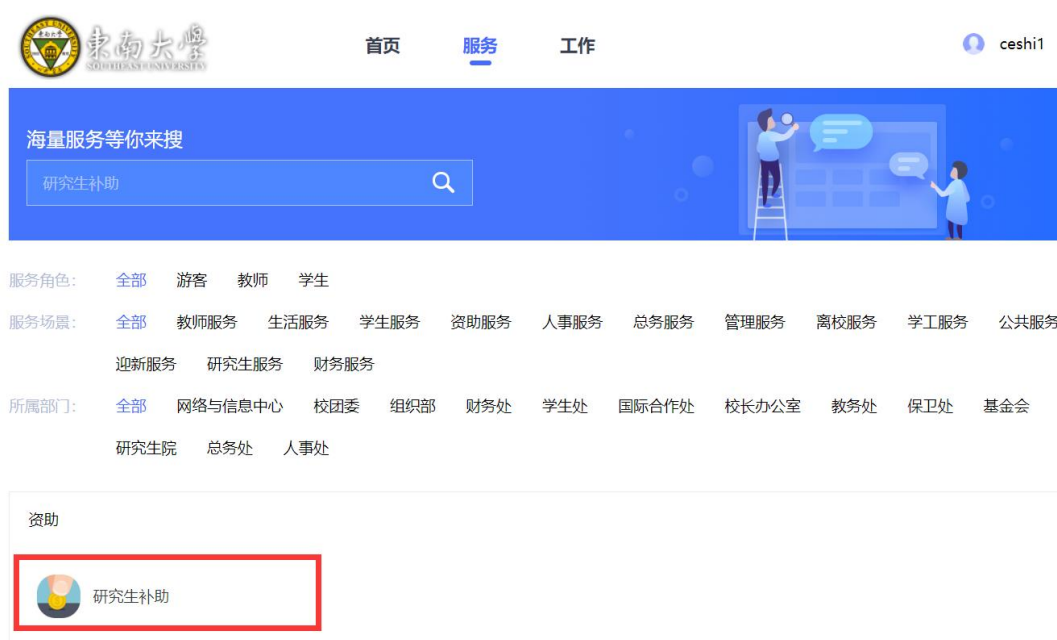 東南大學
SOUTHEAST UNIVERSITY
首页 服务 工作 ceshi1
海量服务等你来搜
研究生补助
服务角色: 全部 游客 教师 学生
服务场景: 全部 教师服务 生活服务 学生服务 资助服务 人事服务 总务服务 管理服务 离校服务 学工服务 公共服务
迎新服务 研究生服务 财务服务
所属部门: 全部 网络与信息中心 校团委 组织部 财务处 学生处 国际合作处 校长办公室 教务处 保卫处 基金会
研究生院 总务处 人事处
资助
研究生补助